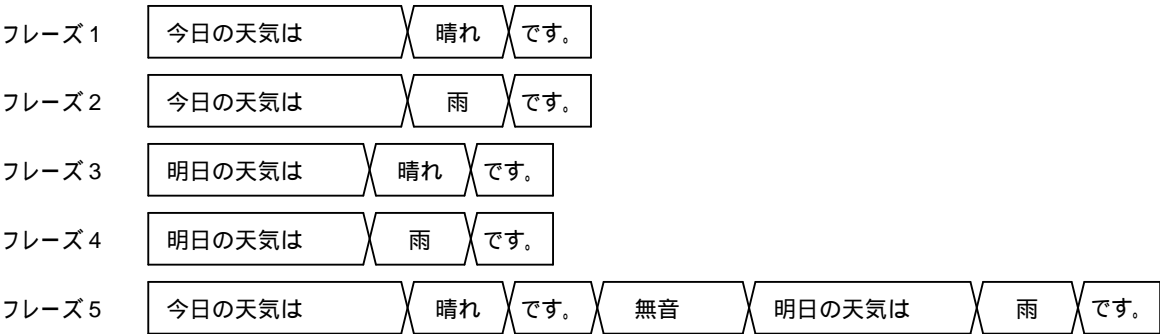 フレーズ1 今日の天気は 晴れ です。
フレーズ2 今日の天気は 雨 です。
フレーズ3 明日の天気は 晴れ です。
フレーズ4 明日の天気は 雨 です。
フレーズ5 今日の天気は 晴れ です。 無音 明日の天気は 雨 です。